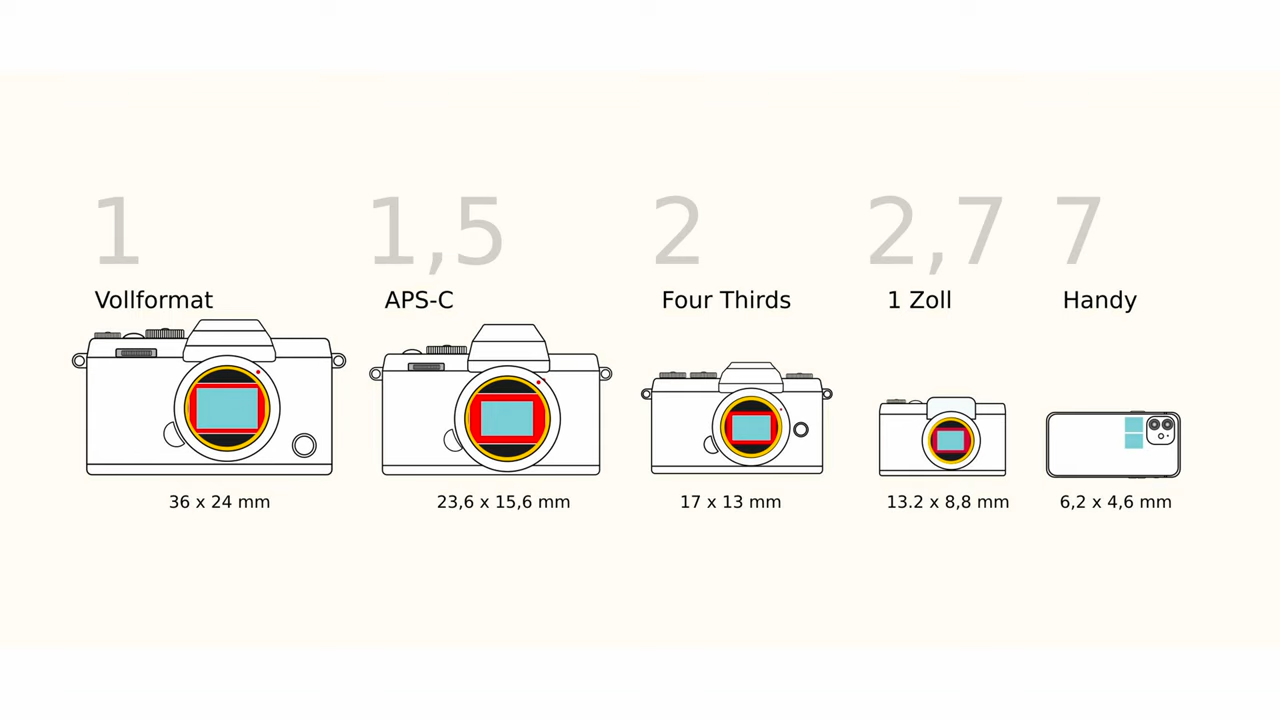 1 1,5 2 2,7 7
Vollformat APS-C Four Thirds 1 Zoll Handy
36 x 24 mm 23,6 x 15,6 mm 17 x 13 mm 13.2 x 8,8 mm 6,2 x 4,6 mm